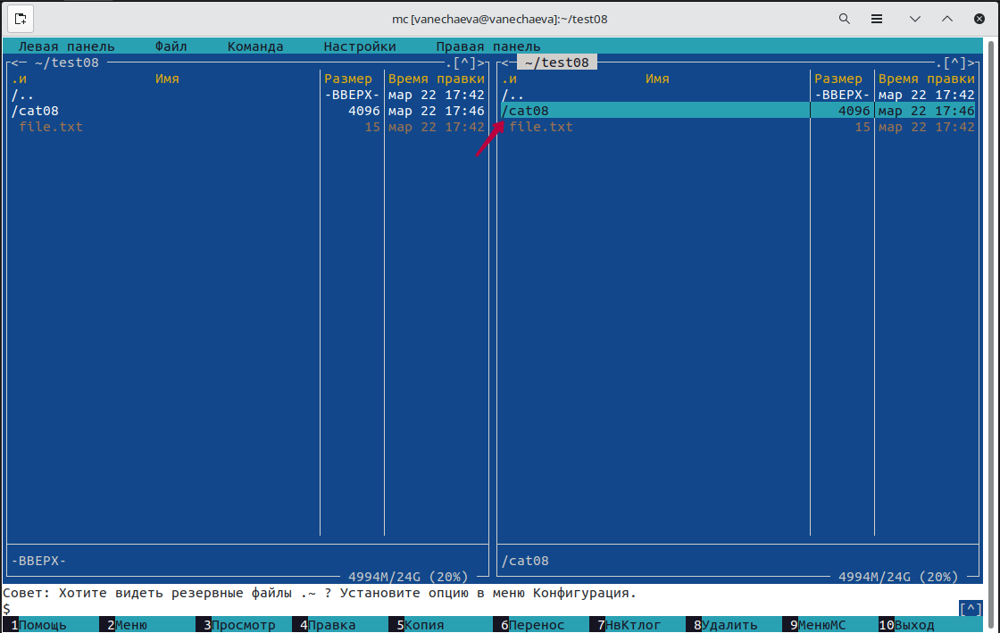 mc [vanechaeva@vanechaeva]:~/test08
Левая панель Файл Команда Настройки Правая панель
<─ ~/test08 ─.[^]> <─ ~/test08 ─.[^]>
.и Имя Размер Время правки .и Имя Размер Время правки
/.. -ВВЕРХ- мар 22 17:42 /.. -ВВЕРХ- мар 22 17:42
/cat08 4096 мар 22 17:46 /cat08 4096 мар 22 17:46
file.txt 15 мар 22 17:42 file.txt 15 мар 22 17:42
-ВВЕРХ- /cat08
4994M/24G (20%) 4994M/24G (20%)
Совет: Хотите видеть резервные файлы .~ ? Установите опцию в меню Конфигурация.
$ [^]
1Помощь 2Меню 3Просмотр 4Правка 5Копия 6Перенос 7НвКтлог 8Удалить 9МенюМС 10Выход